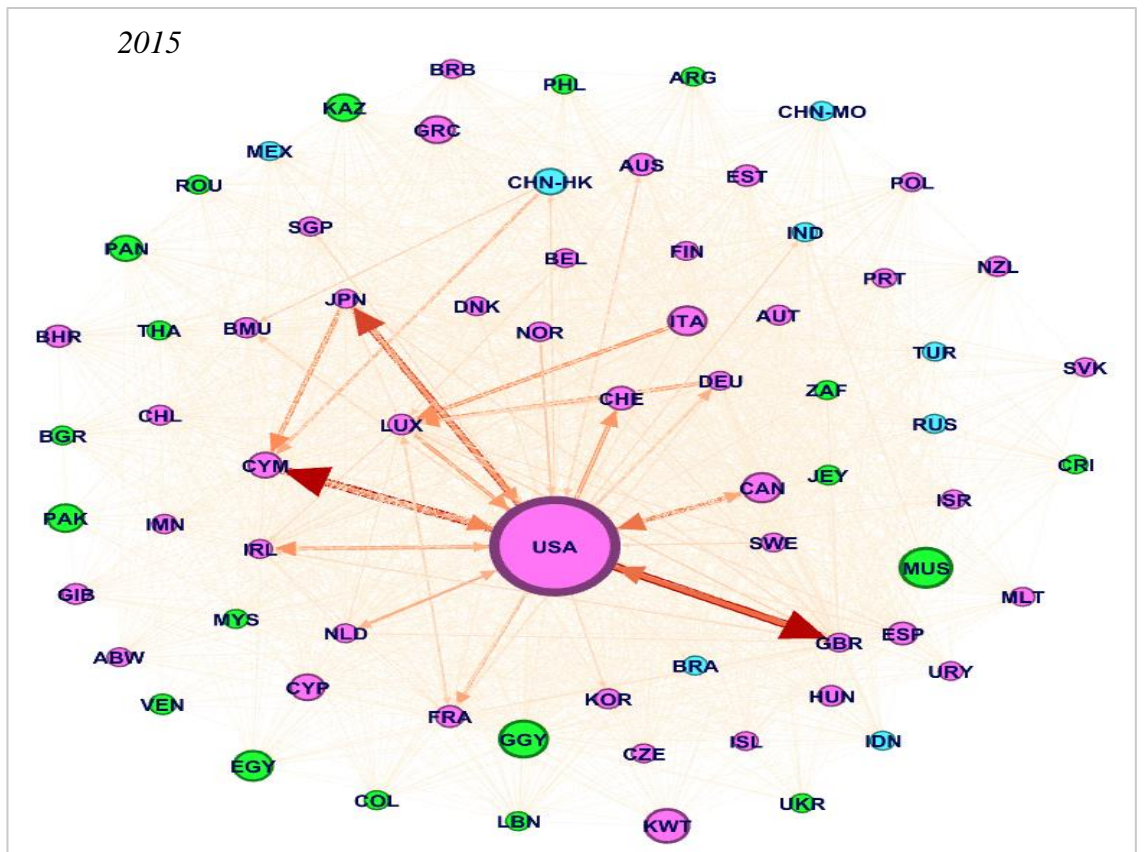 2015
BRB
PHL
ARG
KAZ
CHN-MO
GRC
MEX
AUS
EST
CHN-HK
POL
ROU
SGP
IND
PAN
BEL
FIN
NZL
PRT
JPN
DNK
BHR
THA
BMU
NOR
ITA
AUT
TUR
SVK
DEU
ZAF
CHE
CHL
LUX
RUS
BGR
CYM
CRI
JEY
CAN
ISR
PAK
IMN
IRL
USA
SWE
MUS
GIB
MLT
MYS
NLD
GBR
ESP
ABW
BRA
URY
CYP
KOR
HUN
VEN
FRA
GGY
CZE
ISL
IDN
EGY
COL
UKR
LBN
KWT